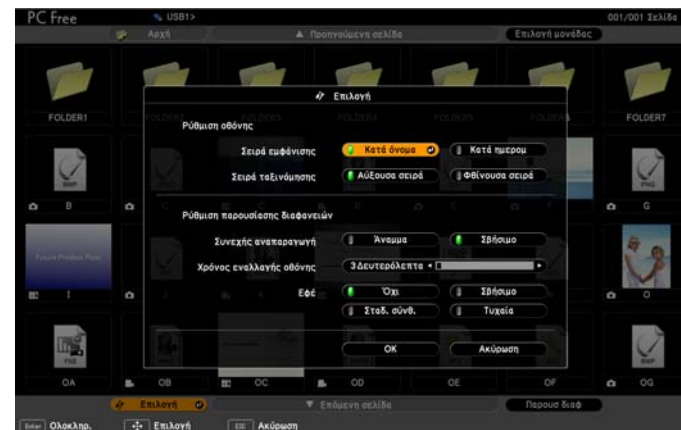 PC Free USB1> 001/001 Σελίδα
Αρχή ▲ Προηγούμενη σελίδα Επιλογή μονάδας
Επιλογή
FOLDER1 FOLDER7
Ρύθμιση οθόνης
Σειρά εμφάνισης Κατά όνομα Κατά ημερομ
Σειρά ταξινόμησης Αύξουσα σειρά Φθίνουσα σειρά
BMP PNG
B G
Ρύθμιση παρουσίασης διαφανειών
Συνεχής αναπαραγωγή Άναμμα Σβήσιμο
Χρόνος εναλλαγής οθόνης 3Δευτερόλεπτα
Εφέ Όχι Σβήσιμο
I O
Σταδ. σύνθ. Τυχαία
OK Ακύρωση
BMP
OA OB OC OD OE OF OG
Επιλογή ▼ Επόμενη σελίδα Παρουσ διαφ
Enter Ολοκληρ. Επιλογή ESC Ακύρωση